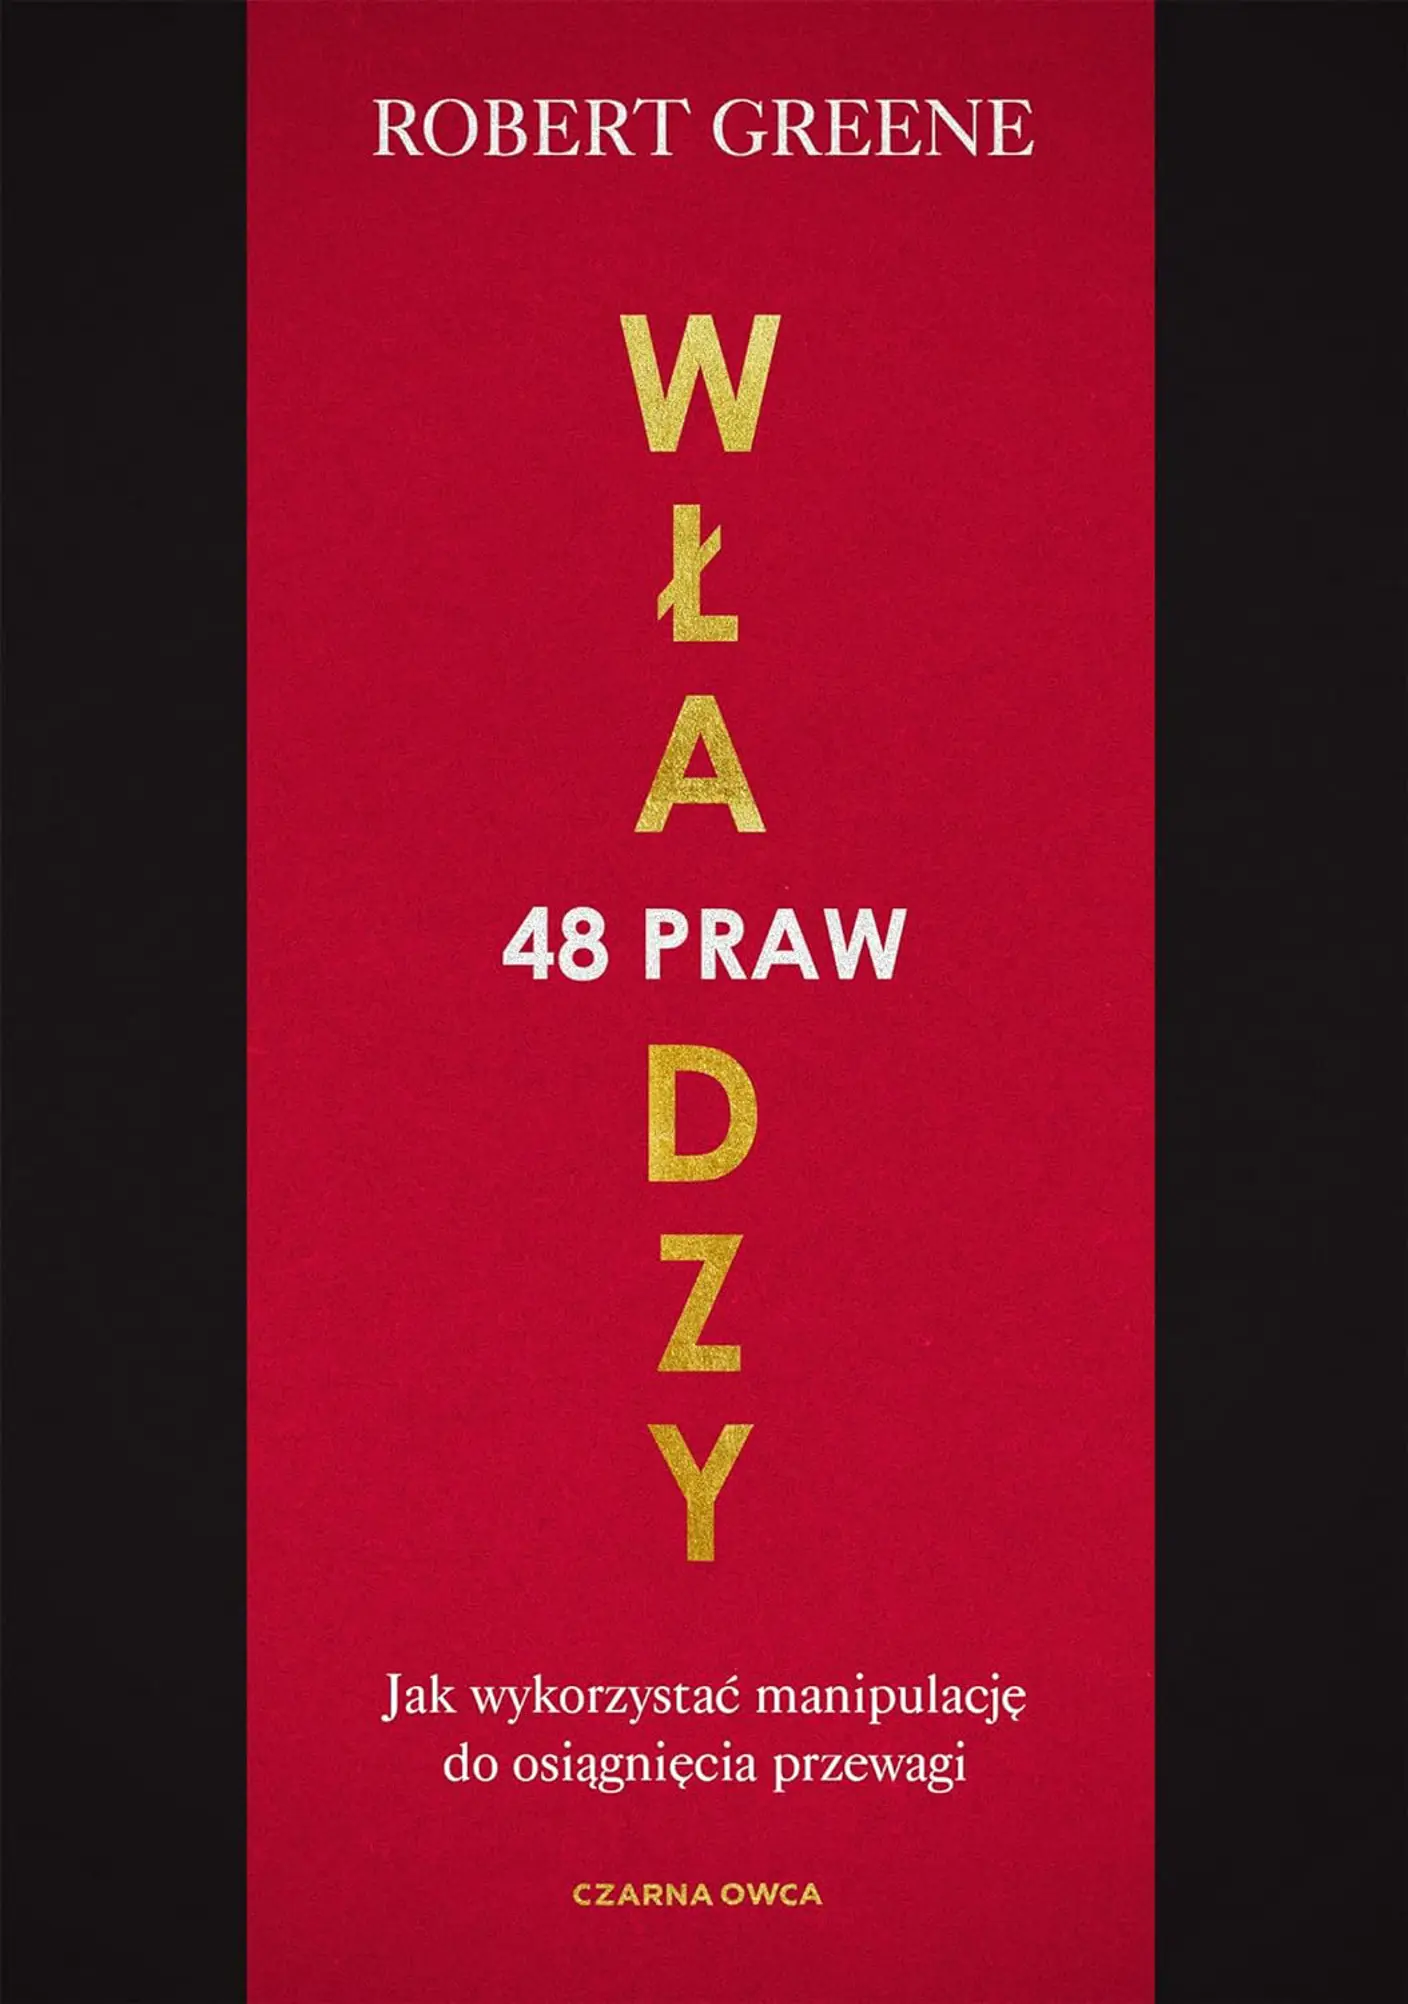 ROBERT GREENE
W
Ł
A
48 PRAW
D
Z
Y
Jak wykorzystać manipulację
do osiągnięcia przewagi
CZARNA OWCA